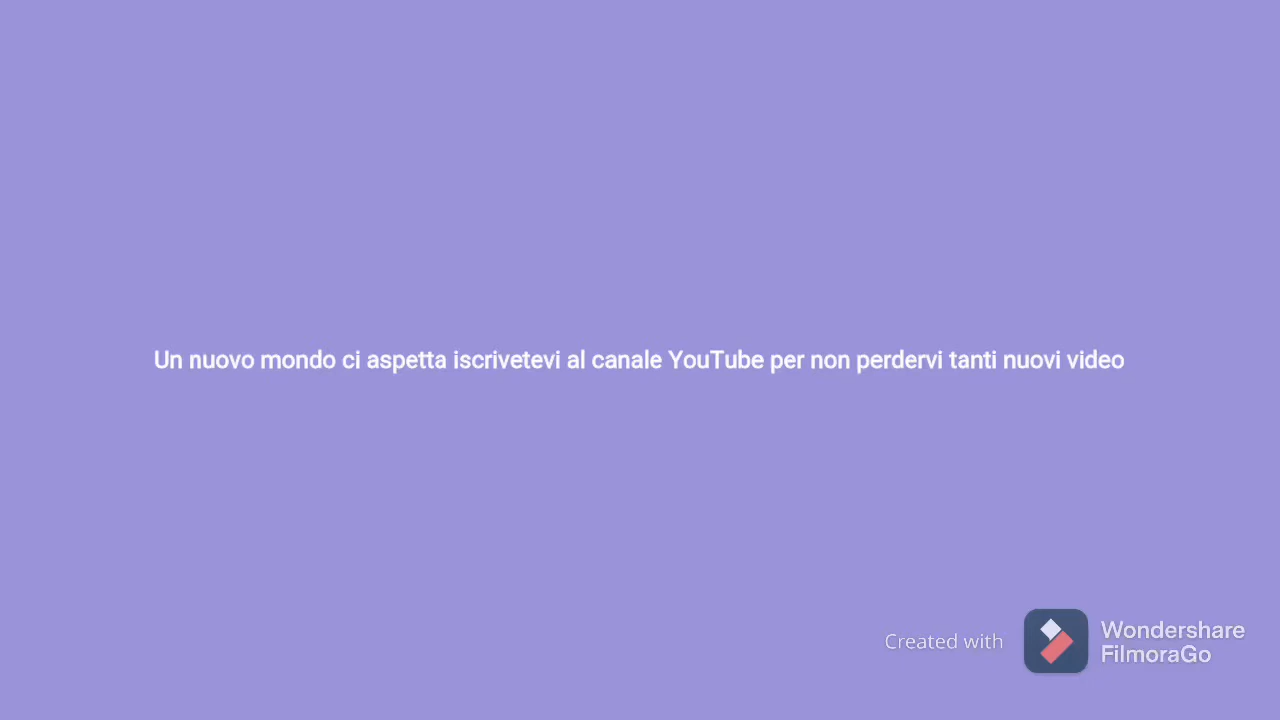 Un nuovo mondo ci aspetta iscrivetevi al canale YouTube per non perdervi tanti nuovi video
Created with
Wondershare
FilmoraGo